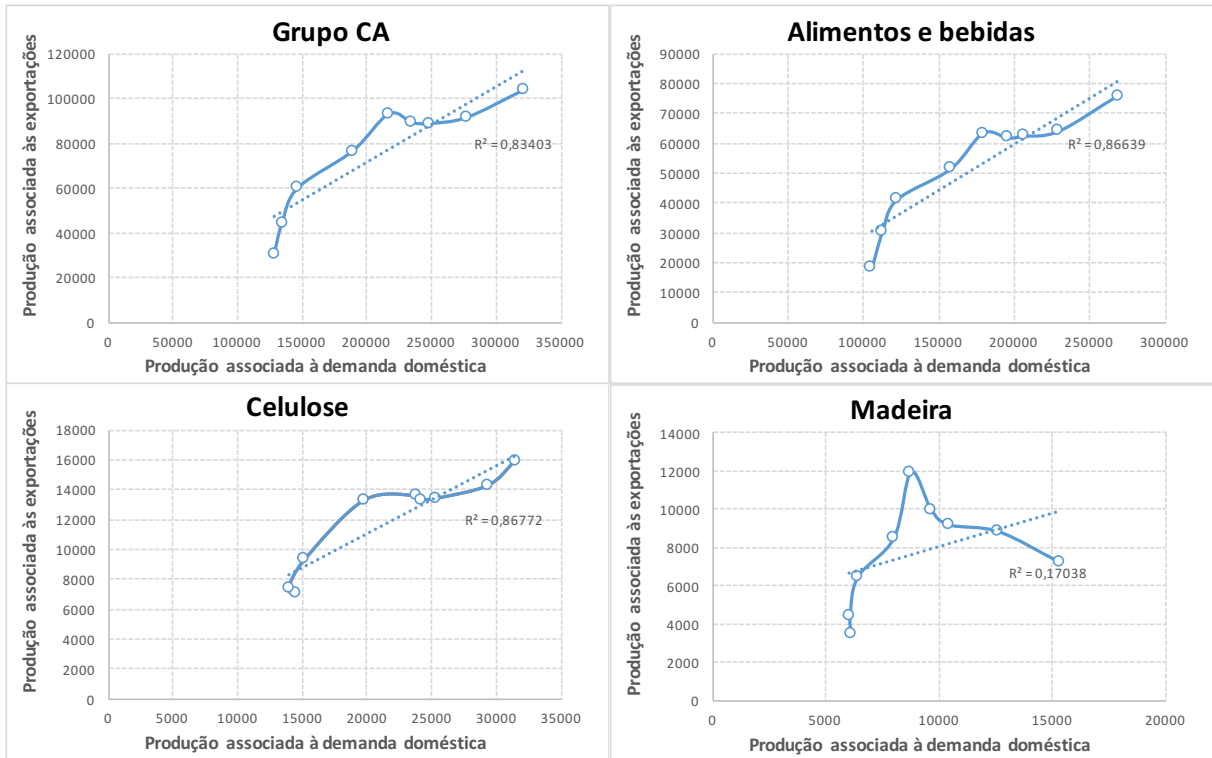 Grupo CA
Produção associada às exportações
120000
100000
80000
60000
40000
20000
0
R² = 0,83403
0 50000 100000 150000 200000 250000 300000 350000
Produção associada à demanda doméstica
Alimentos e bebidas
Produção associada às exportações
90000
80000
70000
60000
50000
40000
30000
20000
10000
0
R² = 0,86639
0 50000 100000 150000 200000 250000 300000
Produção associada à demanda doméstica
Celulose
Produção associada às exportações
18000
16000
14000
12000
10000
8000
6000
4000
2000
0
R² = 0,86772
0 5000 10000 15000 20000 25000 30000 35000
Produção associada à demanda doméstica
Madeira
Produção associada às exportações
14000
12000
10000
8000
6000
4000
2000
0
R² = 0,17038
0 5000 10000 15000 20000
Produção associada à demanda doméstica